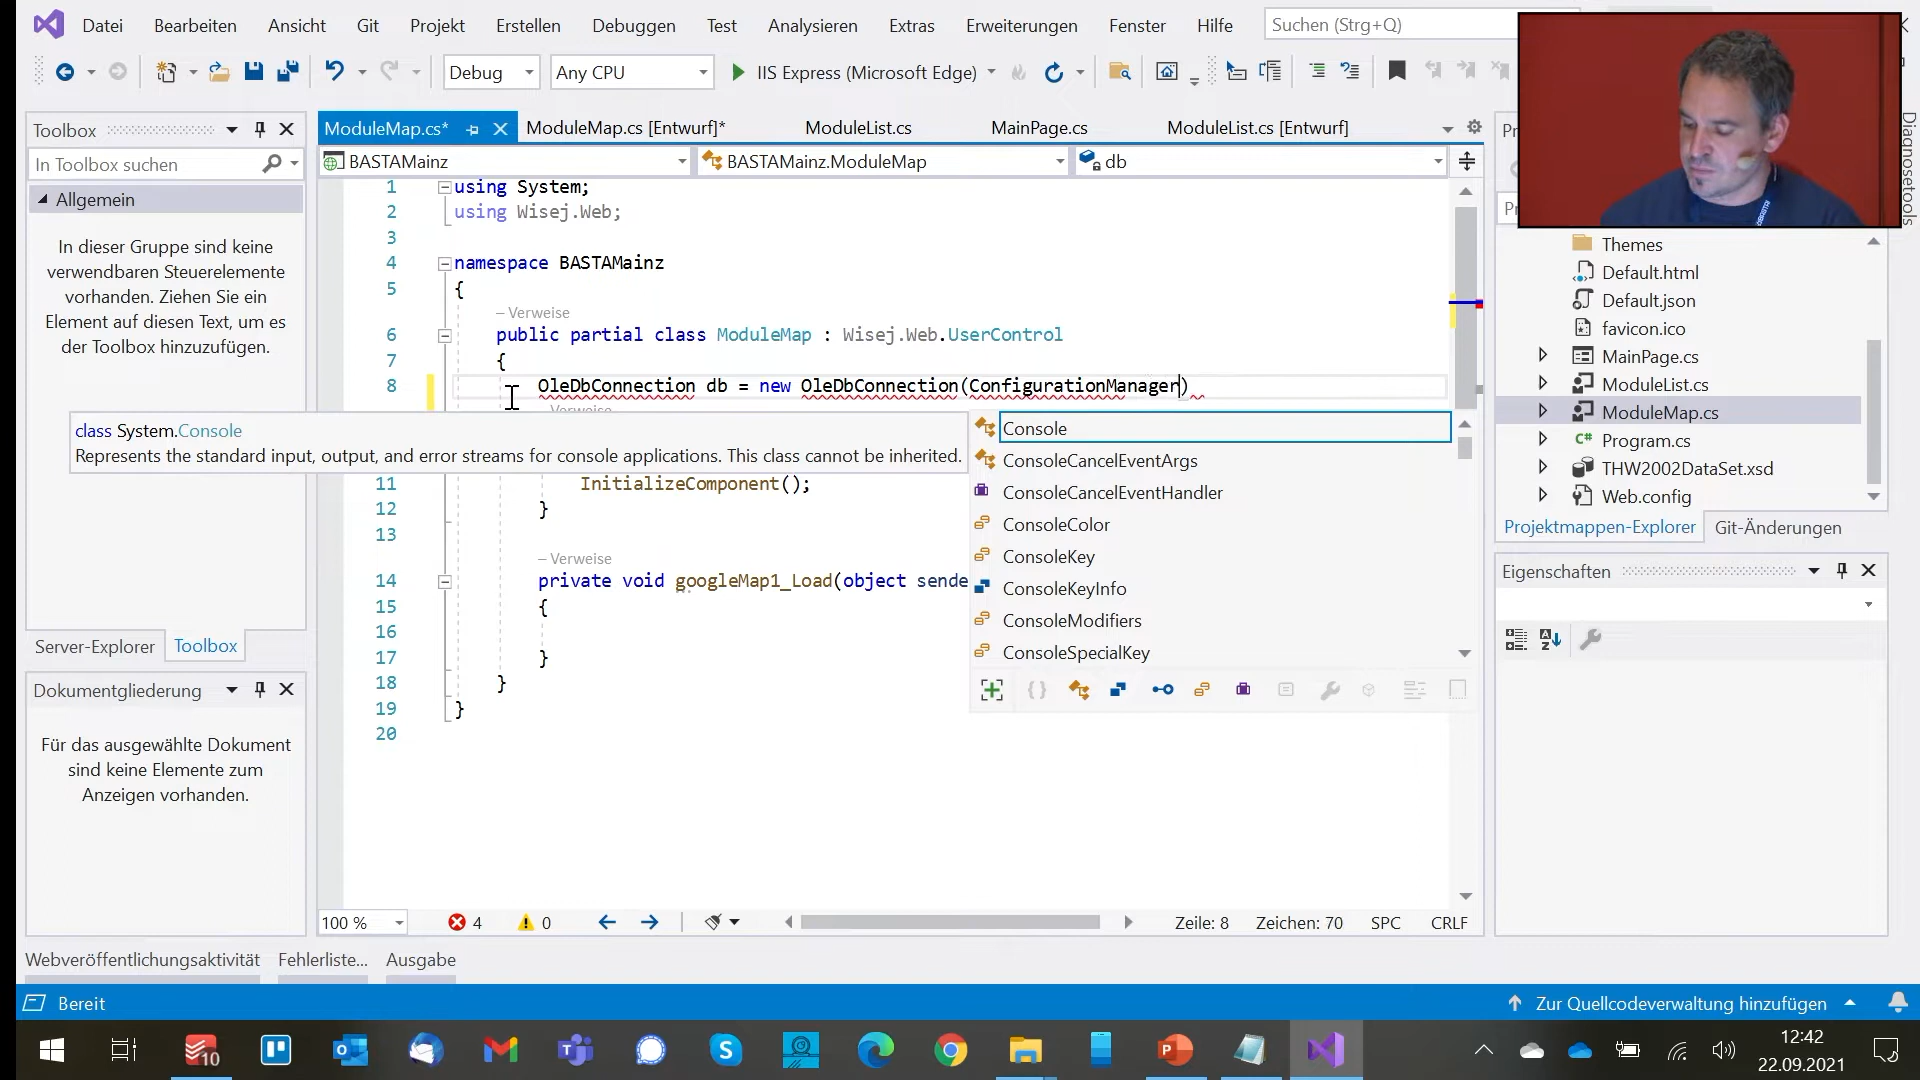 Datei Bearbeiten Ansicht Git Projekt Erstellen Debuggen Test Analysieren Extras Erweiterungen Fenster Hilfe Suchen (Strg+Q)
Debug Any CPU IIS Express (Microsoft Edge)
Toolbox
In Toolbox suchen
Allgemein
In dieser Gruppe sind keine
verwendbaren Steuerelemente
vorhanden. Ziehen Sie ein
Element auf diesen Text, um es
der Toolbox hinzuzufügen.
Server-Explorer Toolbox
Dokumentgliederung
Für das ausgewählte Dokument
sind keine Elemente zum
Anzeigen vorhanden.
ModuleMap.cs* ModuleMap.cs [Entwurf]* ModuleList.cs MainPage.cs ModuleList.cs [Entwurf]
BASTAMainz BASTAMainz.ModuleMap db
1 using System;
2 using Wisej.Web;
3
4 namespace BASTAMainz
5 {
– Verweise
6 public partial class ModuleMap : Wisej.Web.UserControl
7 {
8 OleDbConnection db = new OleDbConnection(ConfigurationManager)
Verweise
class System.Console
Represents the standard input, output, and error streams for console applications. This class cannot be inherited.
11 InitializeComponent();
12 }
13
– Verweise
14 private void googleMap1_Load(object sende
15 {
16
17 }
18 }
19 }
20
Console
ConsoleCancelEventArgs
ConsoleCancelEventHandler
ConsoleColor
ConsoleKey
ConsoleKeyInfo
ConsoleModifiers
ConsoleSpecialKey
100 % 4 0 Zeile: 8 Zeichen: 70 SPC CRLF
Pr
Pr
Themes
Default.html
Default.json
favicon.ico
MainPage.cs
ModuleList.cs
ModuleMap.cs
C# Program.cs
THW2002DataSet.xsd
Web.config
Projektmappen-Explorer Git-Änderungen
Eigenschaften
Diagnosetools
Webveröffentlichungsaktivität Fehlerliste... Ausgabe
Bereit Zur Quellcodeverwaltung hinzufügen
10
12:42
22.09.2021